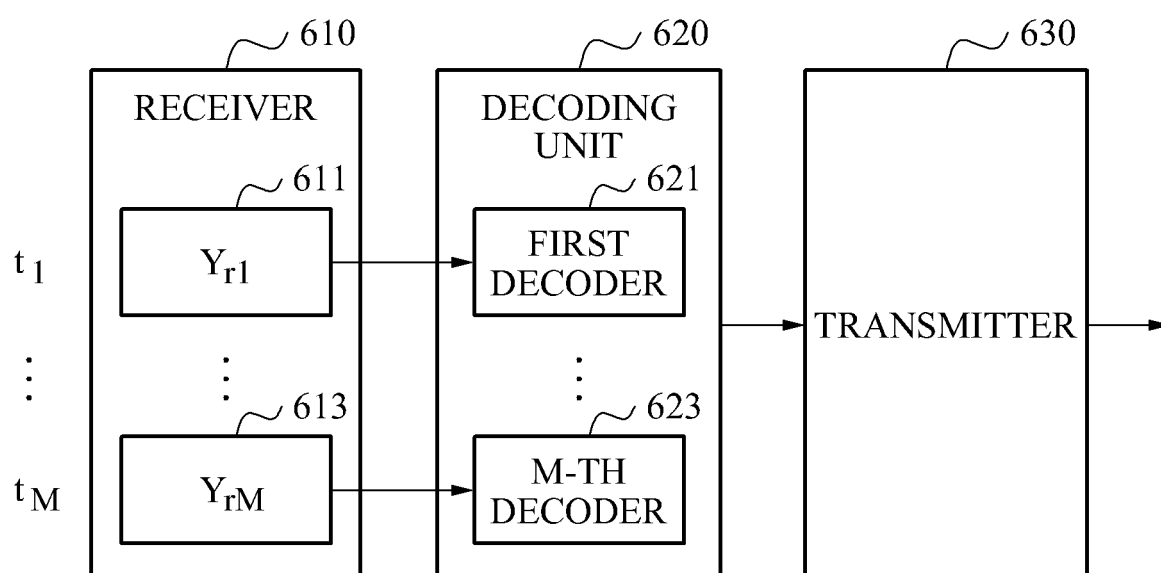 610
620
630
RECEIVER
DECODING
UNIT
TRANSMITTER
611
621
t1
Yr1
FIRST
DECODER
613
623
tM
YrM
M-TH
DECODER